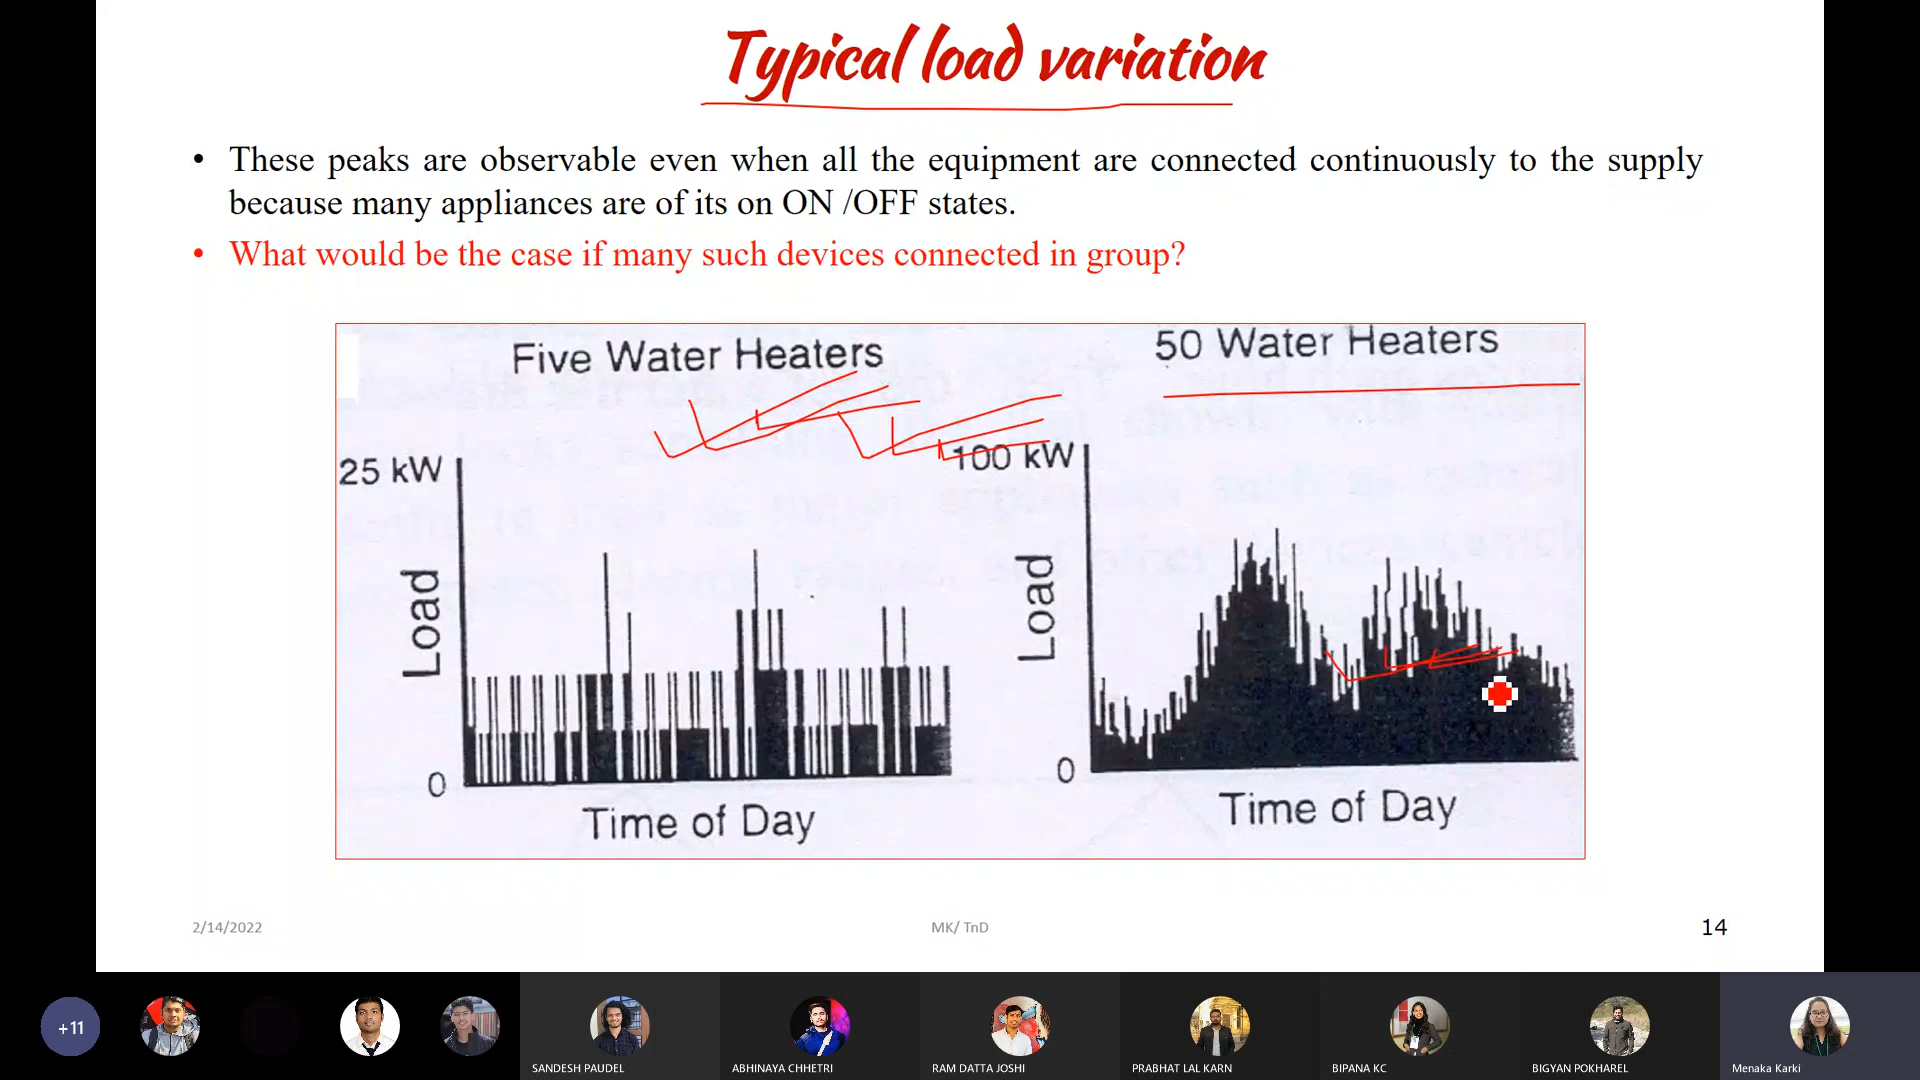 Typical load variation
• These peaks are observable even when all the equipment are connected continuously to the supply
because many appliances are of its on ON /OFF states.
• What would be the case if many such devices connected in group?
Five Water Heaters
50 Water Heaters
25 kW
100 kW
Load
Load
0
0
Time of Day
Time of Day
2/14/2022
MK/ TnD
14
+11
SANDESH PAUDEL
ABHINAYA CHHETRI
RAM DATTA JOSHI
PRABHAT LAL KARN
BIPANA KC
BIGYAN POKHAREL
Menaka Karki